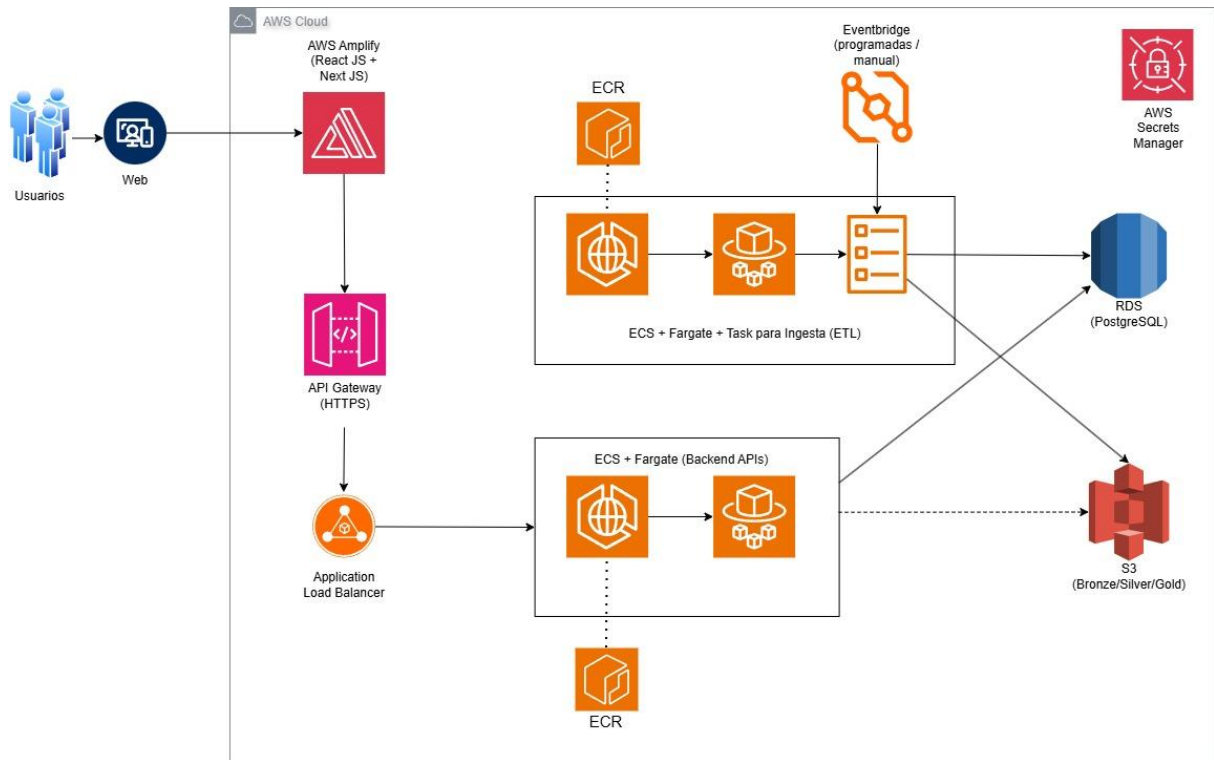 AWS Cloud
AWS Amplify
(React JS +
Next JS)
Eventbridge
(programadas /
manual)
ECR
AWS
Secrets
Manager
Usuarios
Web
RDS
(PostgreSQL)
ECS + Fargate + Task para Ingesta (ETL)
API Gateway
(HTTPS)
ECS + Fargate (Backend APIs)
Application
Load Balancer
S3
(Bronze/Silver/Gold)
ECR